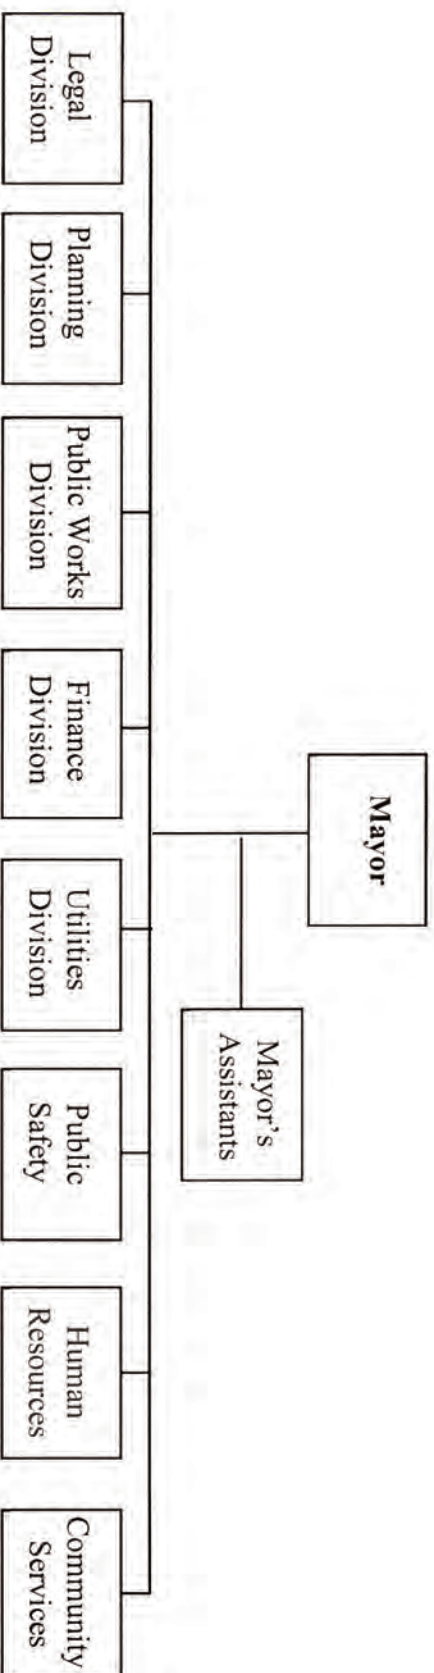 Mayor
Mayor's
Assistants
Legal
Division
Planning
Division
Public Works
Division
Finance
Division
Utilities
Division
Public
Safety
Human
Resources
Community
Services